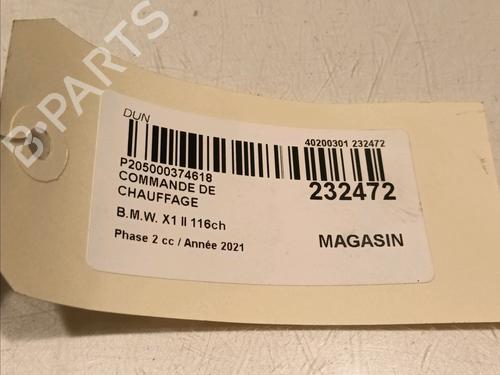 DUN
40200301 232472
P205000374618
COMMANDE DE
CHAUFFAGE
232472
B.M.W. X1 II 116ch
Phase 2 cc / Année 2021
MAGASIN
B-PARTS